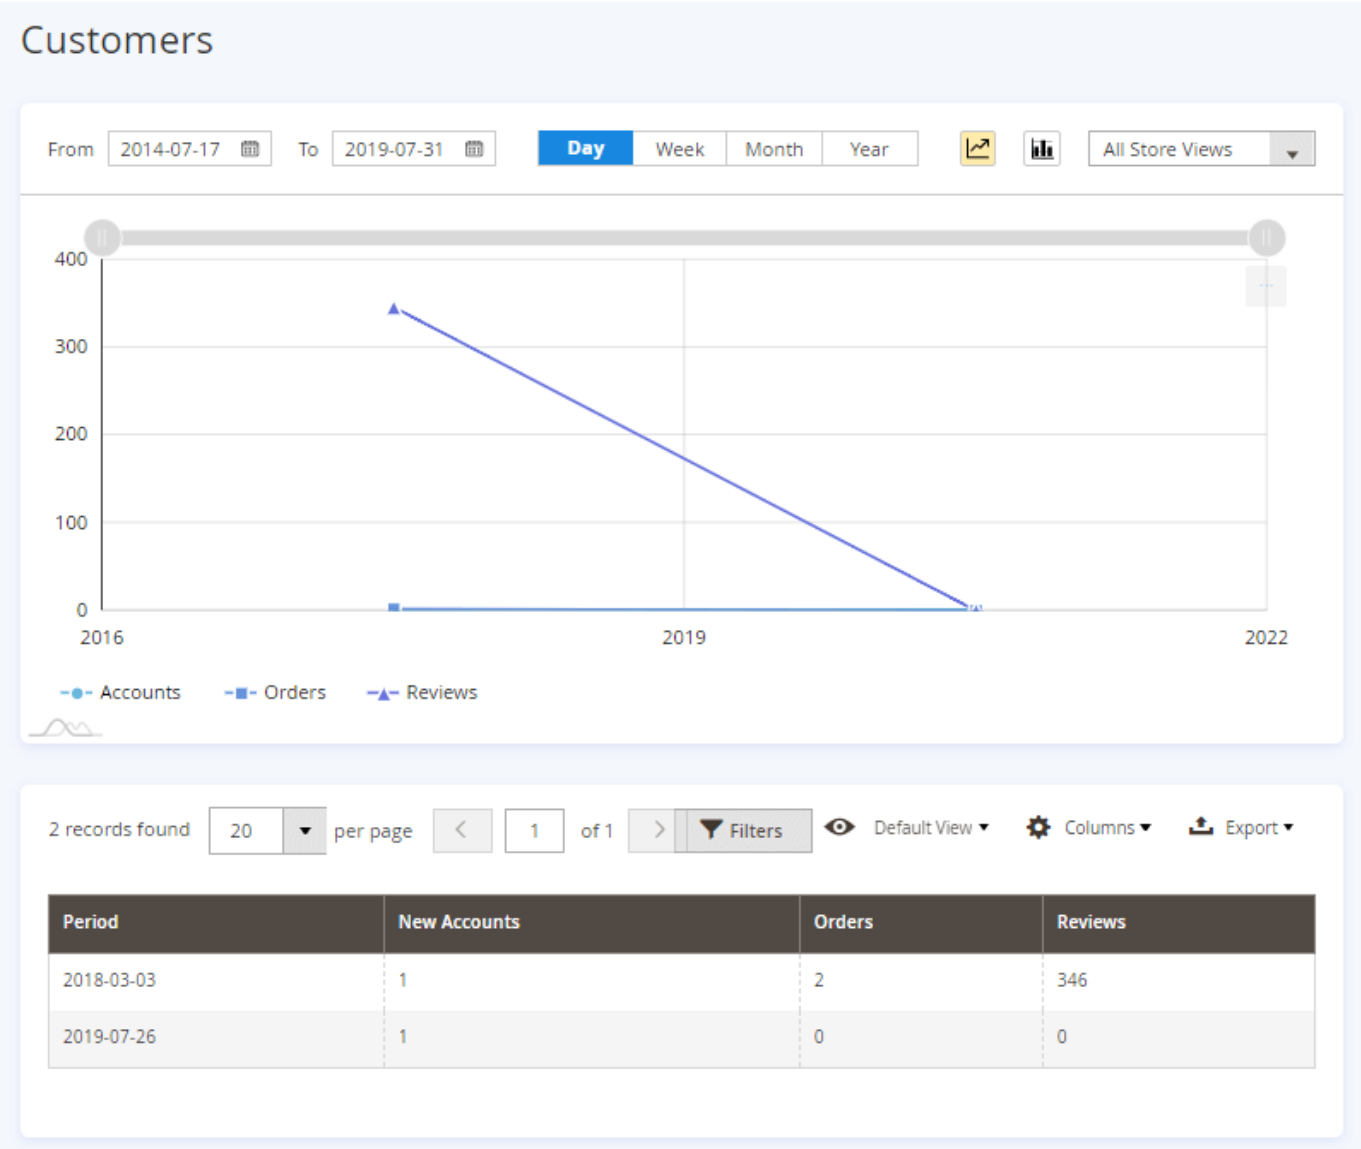 Customers
From 2014-07-17 To 2019-07-31 Day Week Month Year All Store Views
400
300
200
100
0
2016 2019 2022
Accounts Orders Reviews
2 records found 20 per page 1 of 1 Filters Default View Columns Export
Period New Accounts Orders Reviews
2018-03-03 1 2 346
2019-07-26 1 0 0